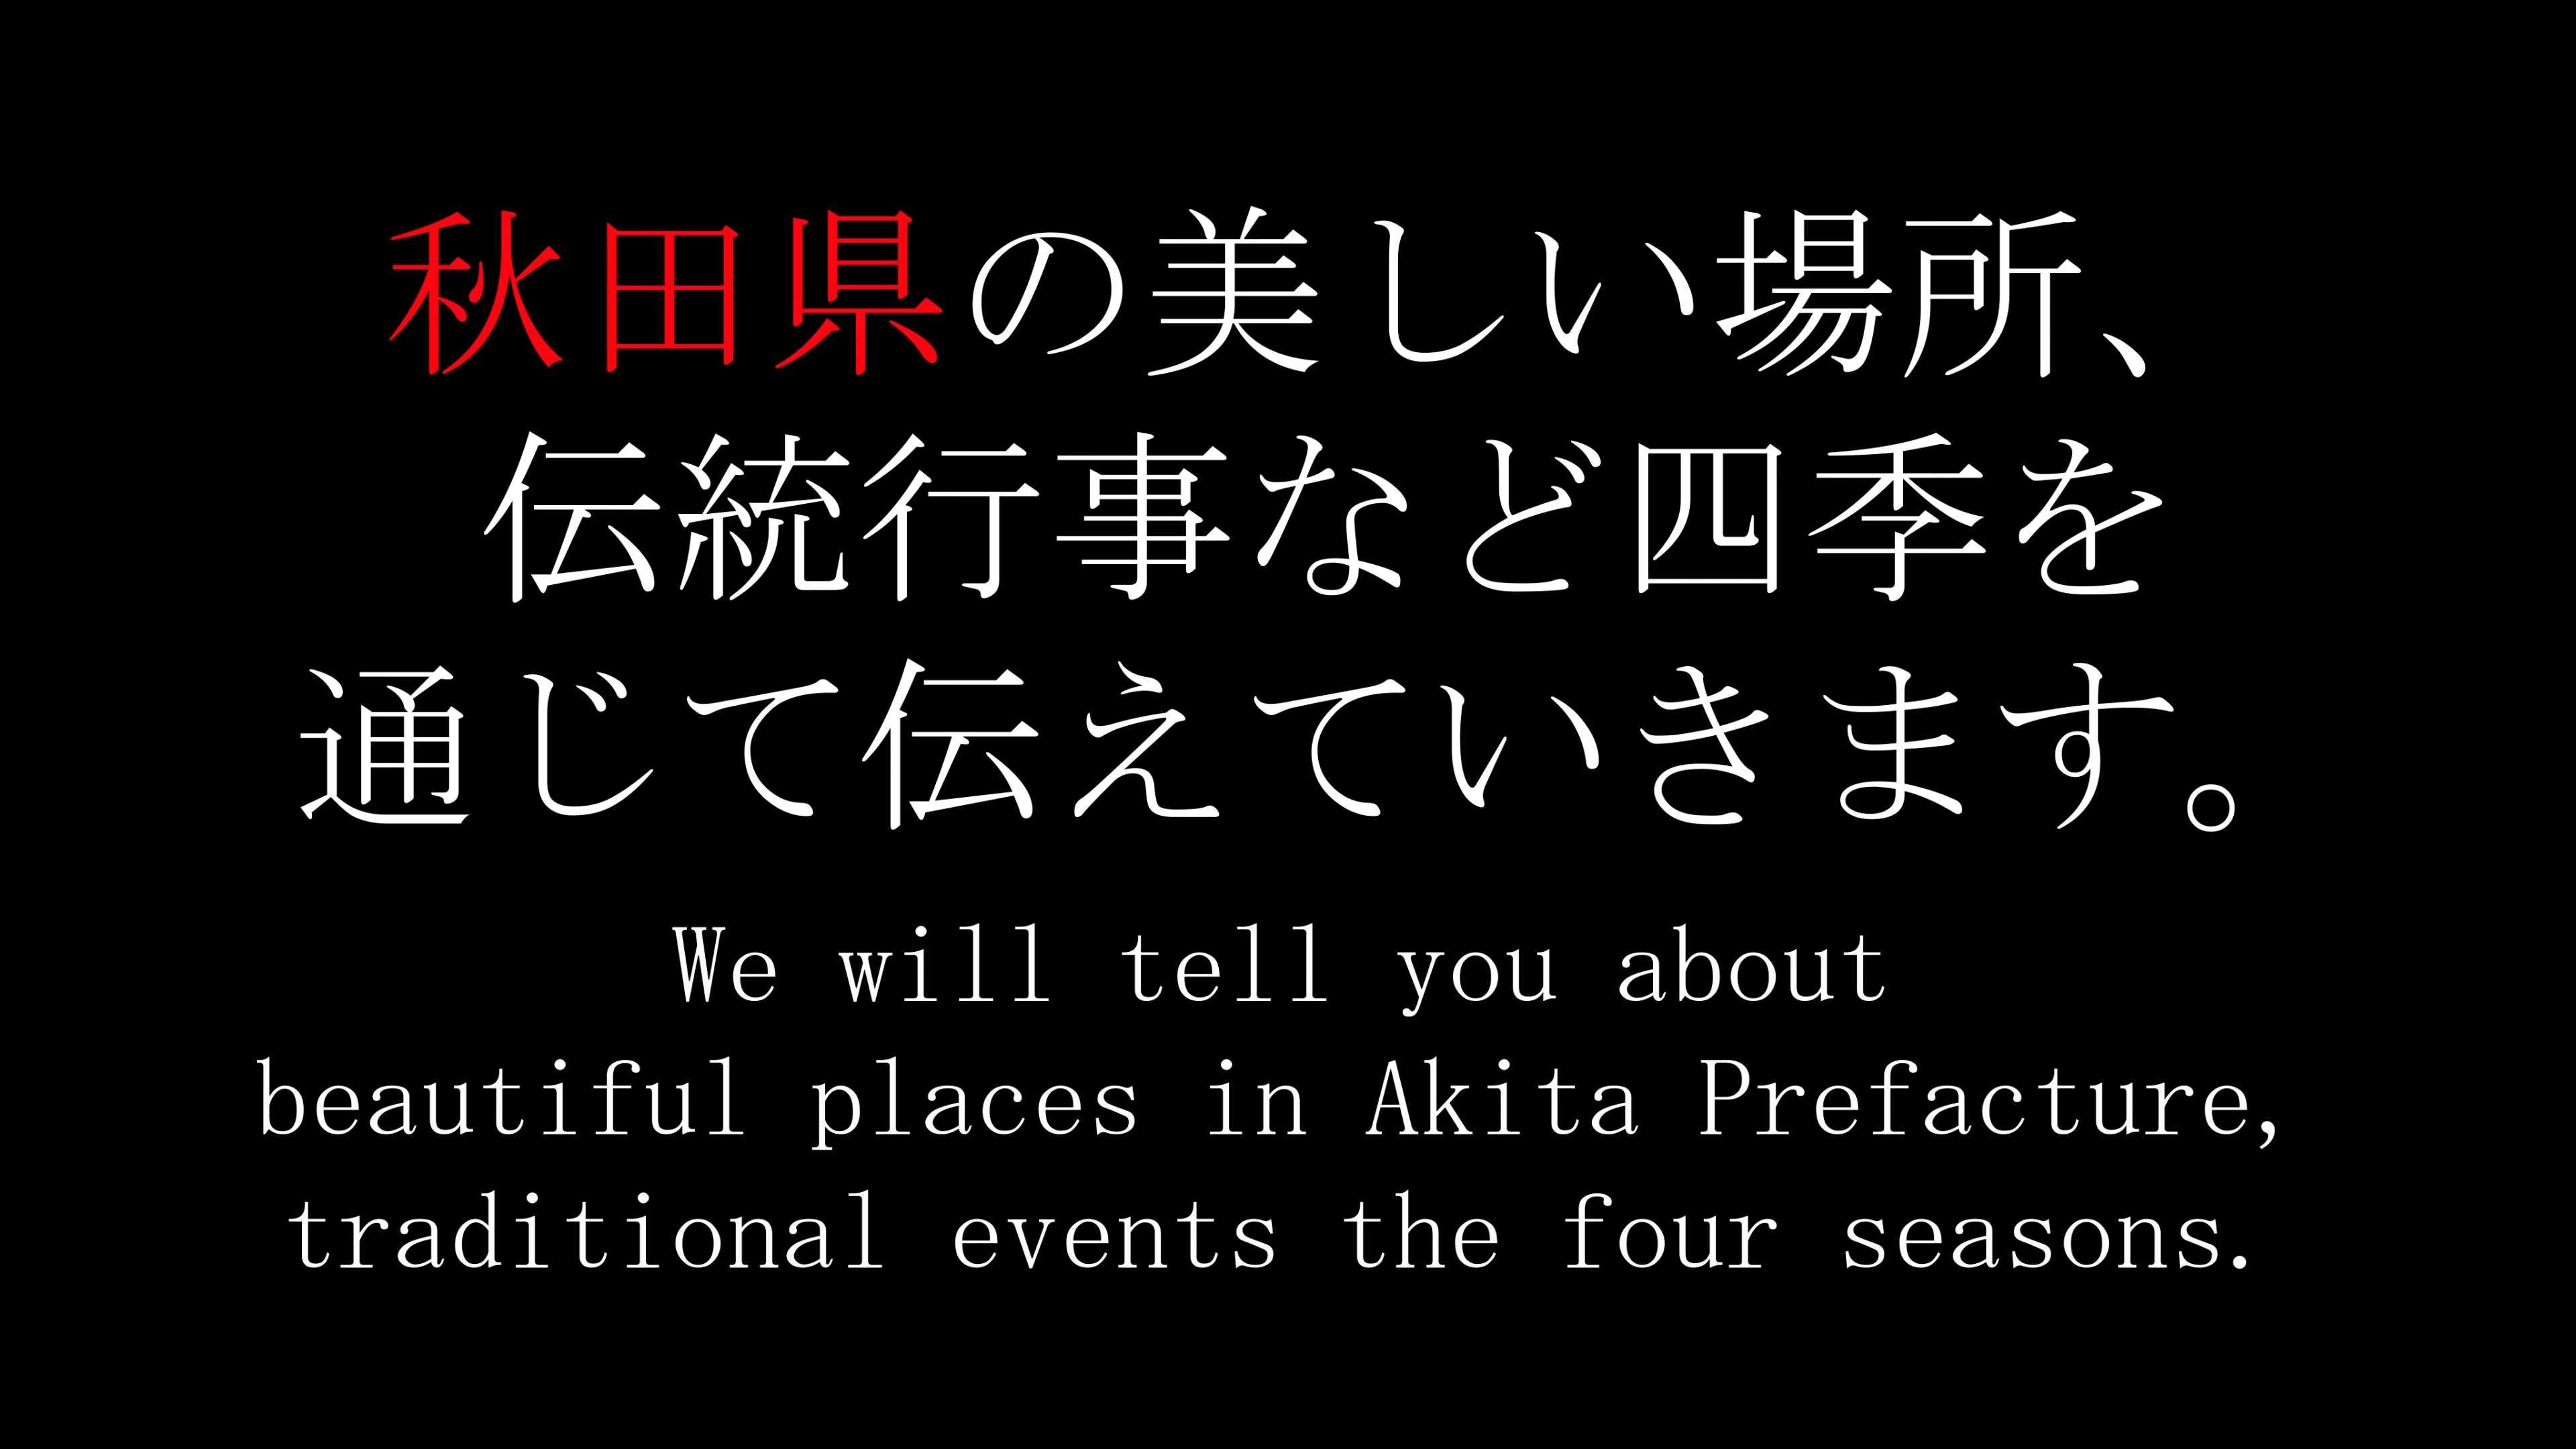 秋田県の美しい場所、
伝統行事など四季を
通じて伝えていきます。
We will tell you about
beautiful places in Akita Prefacture,
traditional events the four seasons.